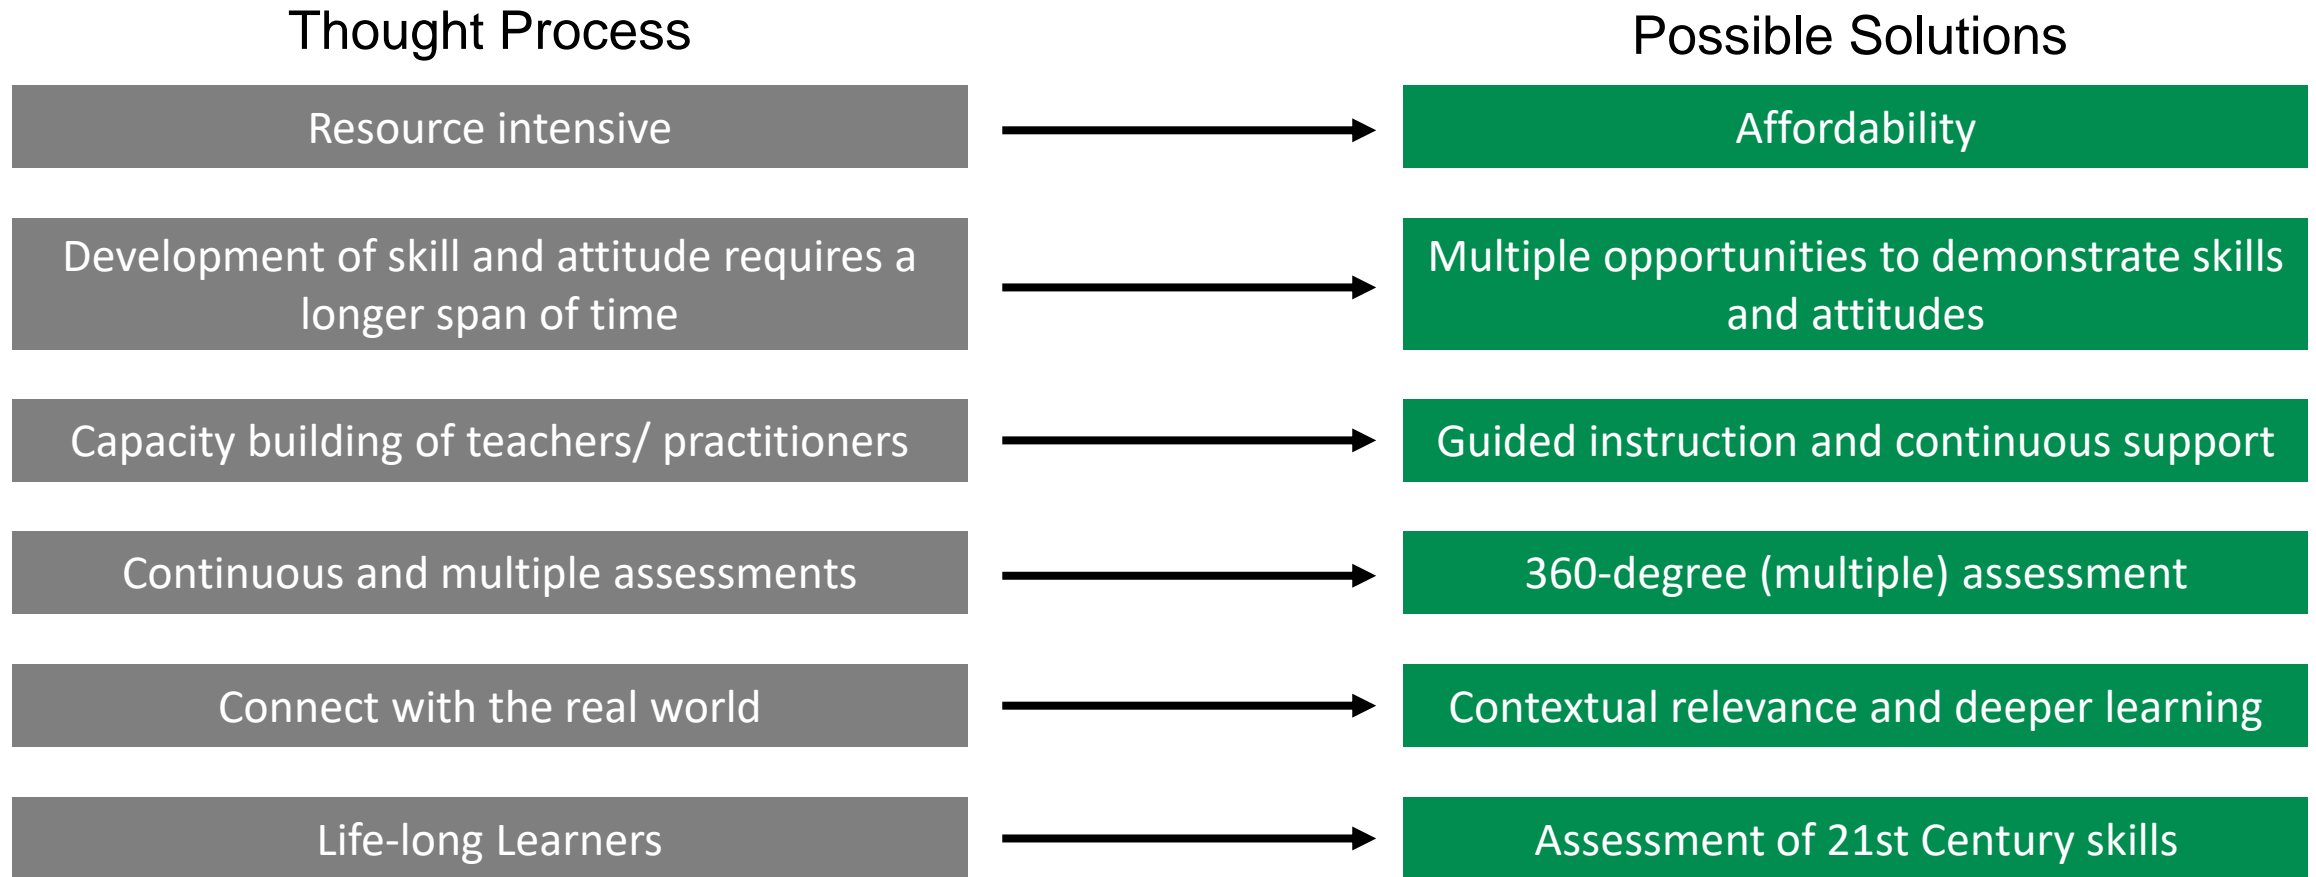 Thought Process
Possible Solutions
Resource intensive
Affordability
Development of skill and attitude requires a
longer span of time
Multiple opportunities to demonstrate skills
and attitudes
Capacity building of teachers/ practitioners
Guided instruction and continuous support
Continuous and multiple assessments
360-degree (multiple) assessment
Connect with the real world
Contextual relevance and deeper learning
Life-long Learners
Assessment of 21st Century skills